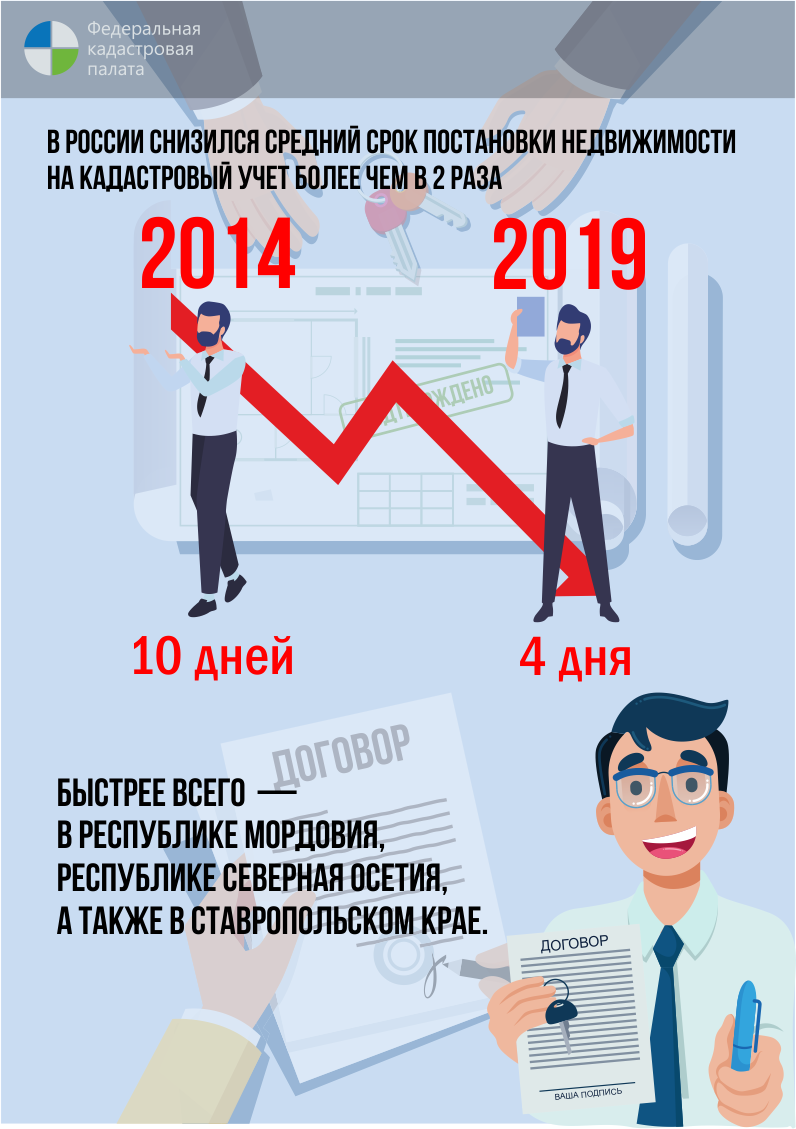 Федеральная
кадастровая
палата
В РОССИИ СНИЗИЛСЯ СРЕДНИЙ СРОК ПОСТАНОВКИ НЕДВИЖИМОСТИ
НА КАДАСТРОВЫЙ УЧЕТ БОЛЕЕ ЧЕМ В 2 РАЗА
2014 2019
10 дней 4 дня
ДОГОВОР
БЫСТРЕЕ ВСЕГО —
В РЕСПУБЛИКЕ МОРДОВИЯ,
РЕСПУБЛИКЕ СЕВЕРНАЯ ОСЕТИЯ,
А ТАКЖЕ В СТАВРОПОЛЬСКОМ КРАЕ.
ДОГОВОР
ВАША ПОДПИСЬ